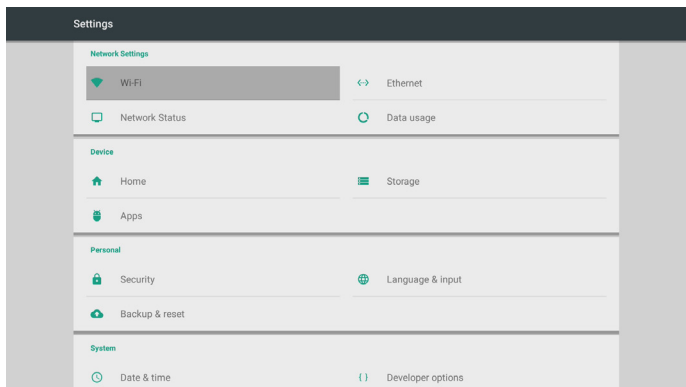 Settings
Network Settings
Wi-Fi
Ethernet
Network Status
Data usage
Device
Home
Storage
Apps
Personal
Security
Language & input
Backup & reset
System
Date & time
Developer options